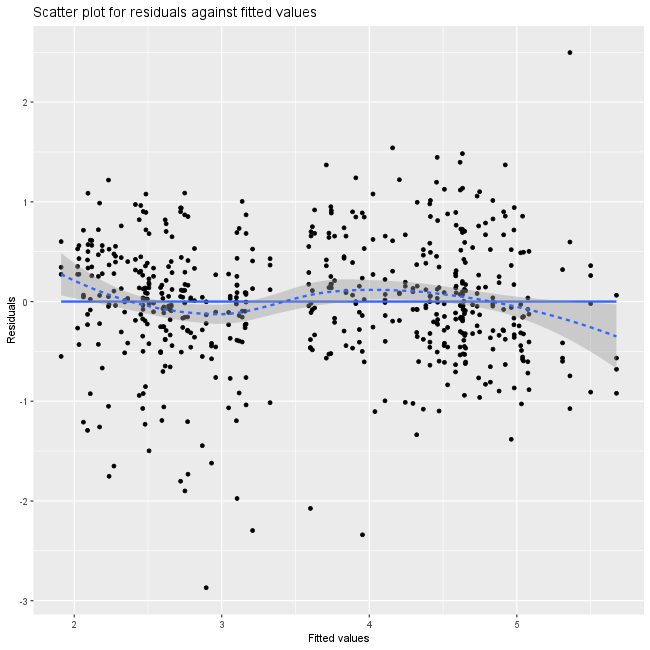 Scatter plot for residuals against fitted values
2
1
0
-1
-2
-3
Residuals
2 3 4 5
Fitted values